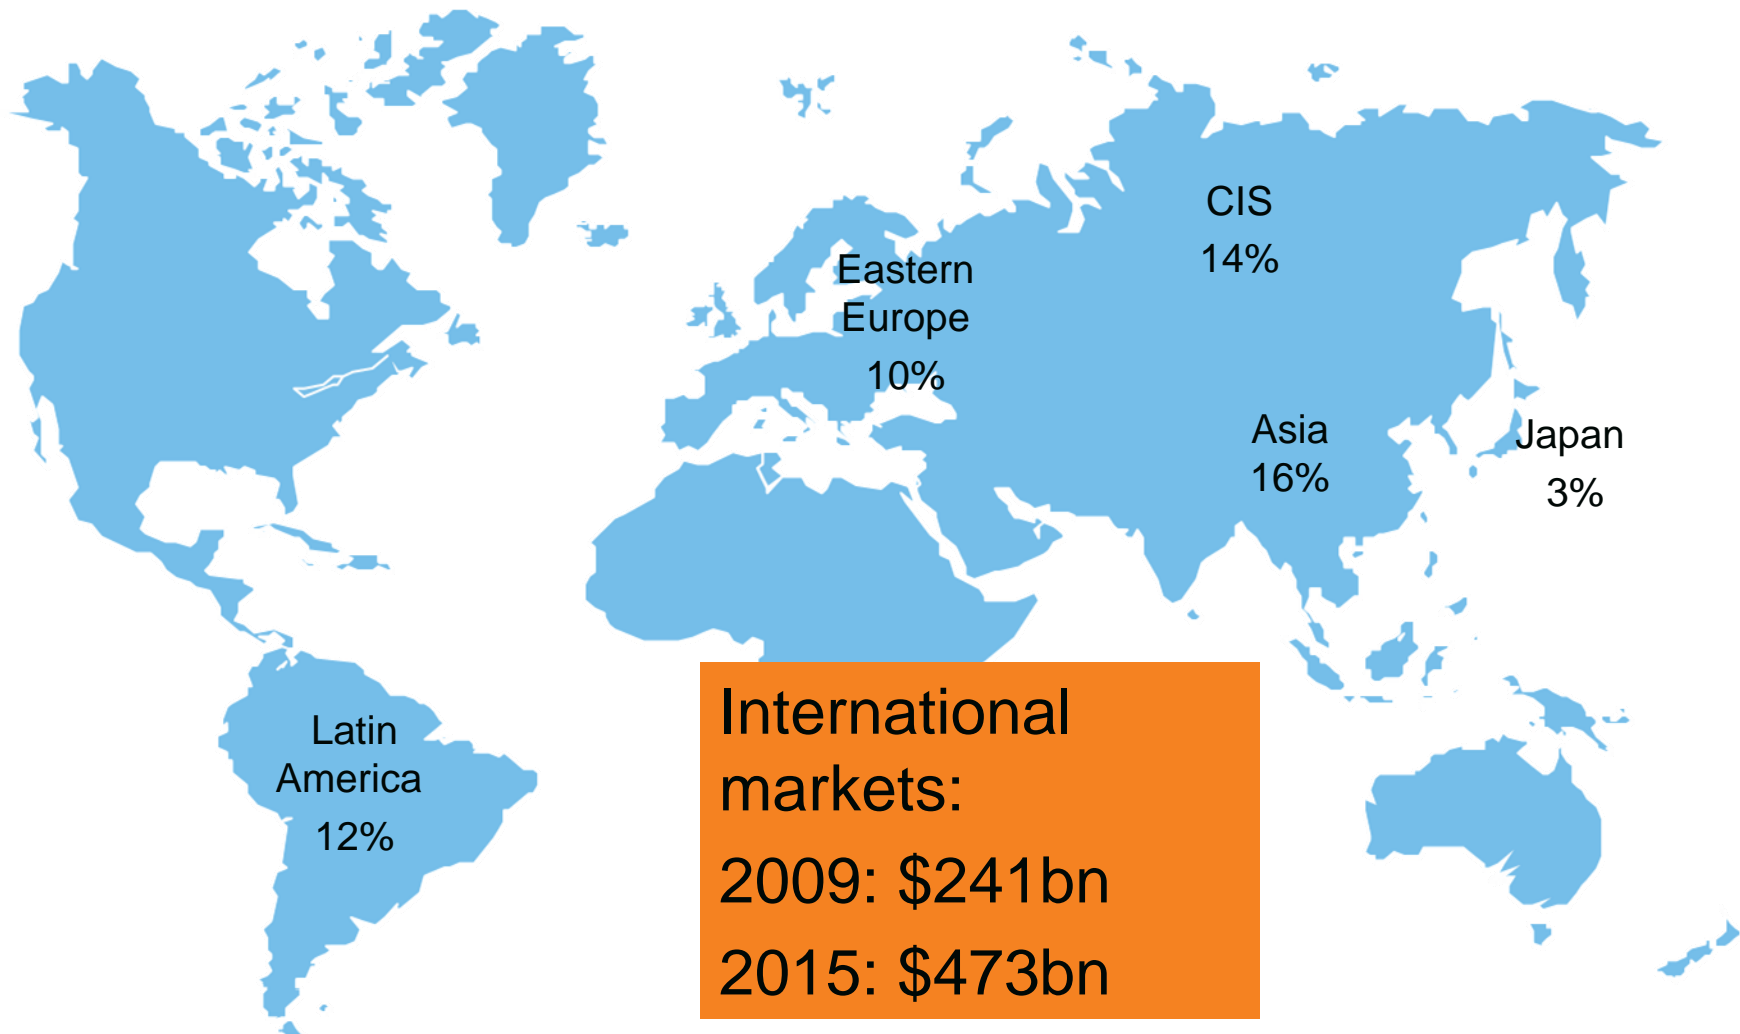 CIS
14%
Eastern
Europe
10%
Asia
16%
Japan
3%
Latin
America
12%
International
markets:
2009: $241bn
2015: $473bn